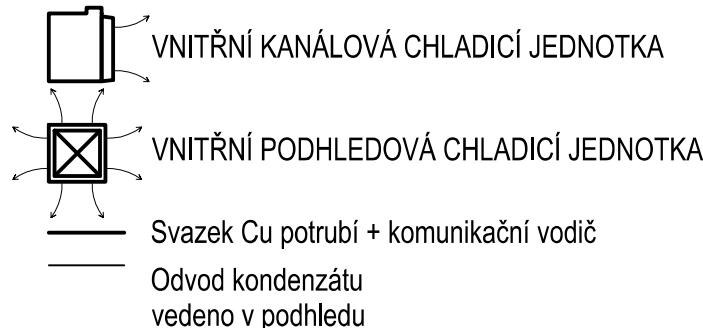 VNITŘNÍ KANÁLOVÁ CHLADICÍ JEDNOTKA
VNITŘNÍ PODHLEDOVÁ CHLADICÍ JEDNOTKA
Svazek Cu potrubí + komunikační vodič
Odvod kondenzátu
vedeno v podhledu